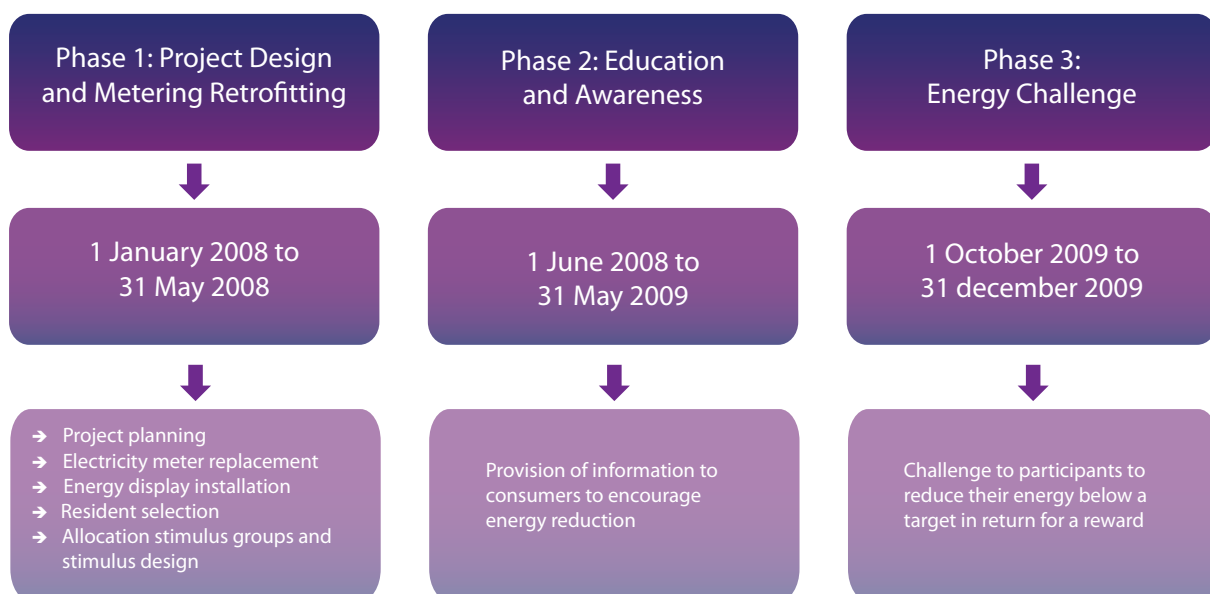 Phase 1: Project Design
and Metering Retrofitting
1 January 2008 to
31 May 2008
➔ Project planning
➔ Electricity meter replacement
➔ Energy display installation
➔ Resident selection
➔ Allocation stimulus groups and
stimulus design
Phase 2: Education
and Awareness
1 June 2008 to
31 May 2009
Provision of information to
consumers to encourage
energy reduction
Phase 3:
Energy Challenge
1 October 2009 to
31 december 2009
Challenge to participants to
reduce their energy below a
target in return for a reward